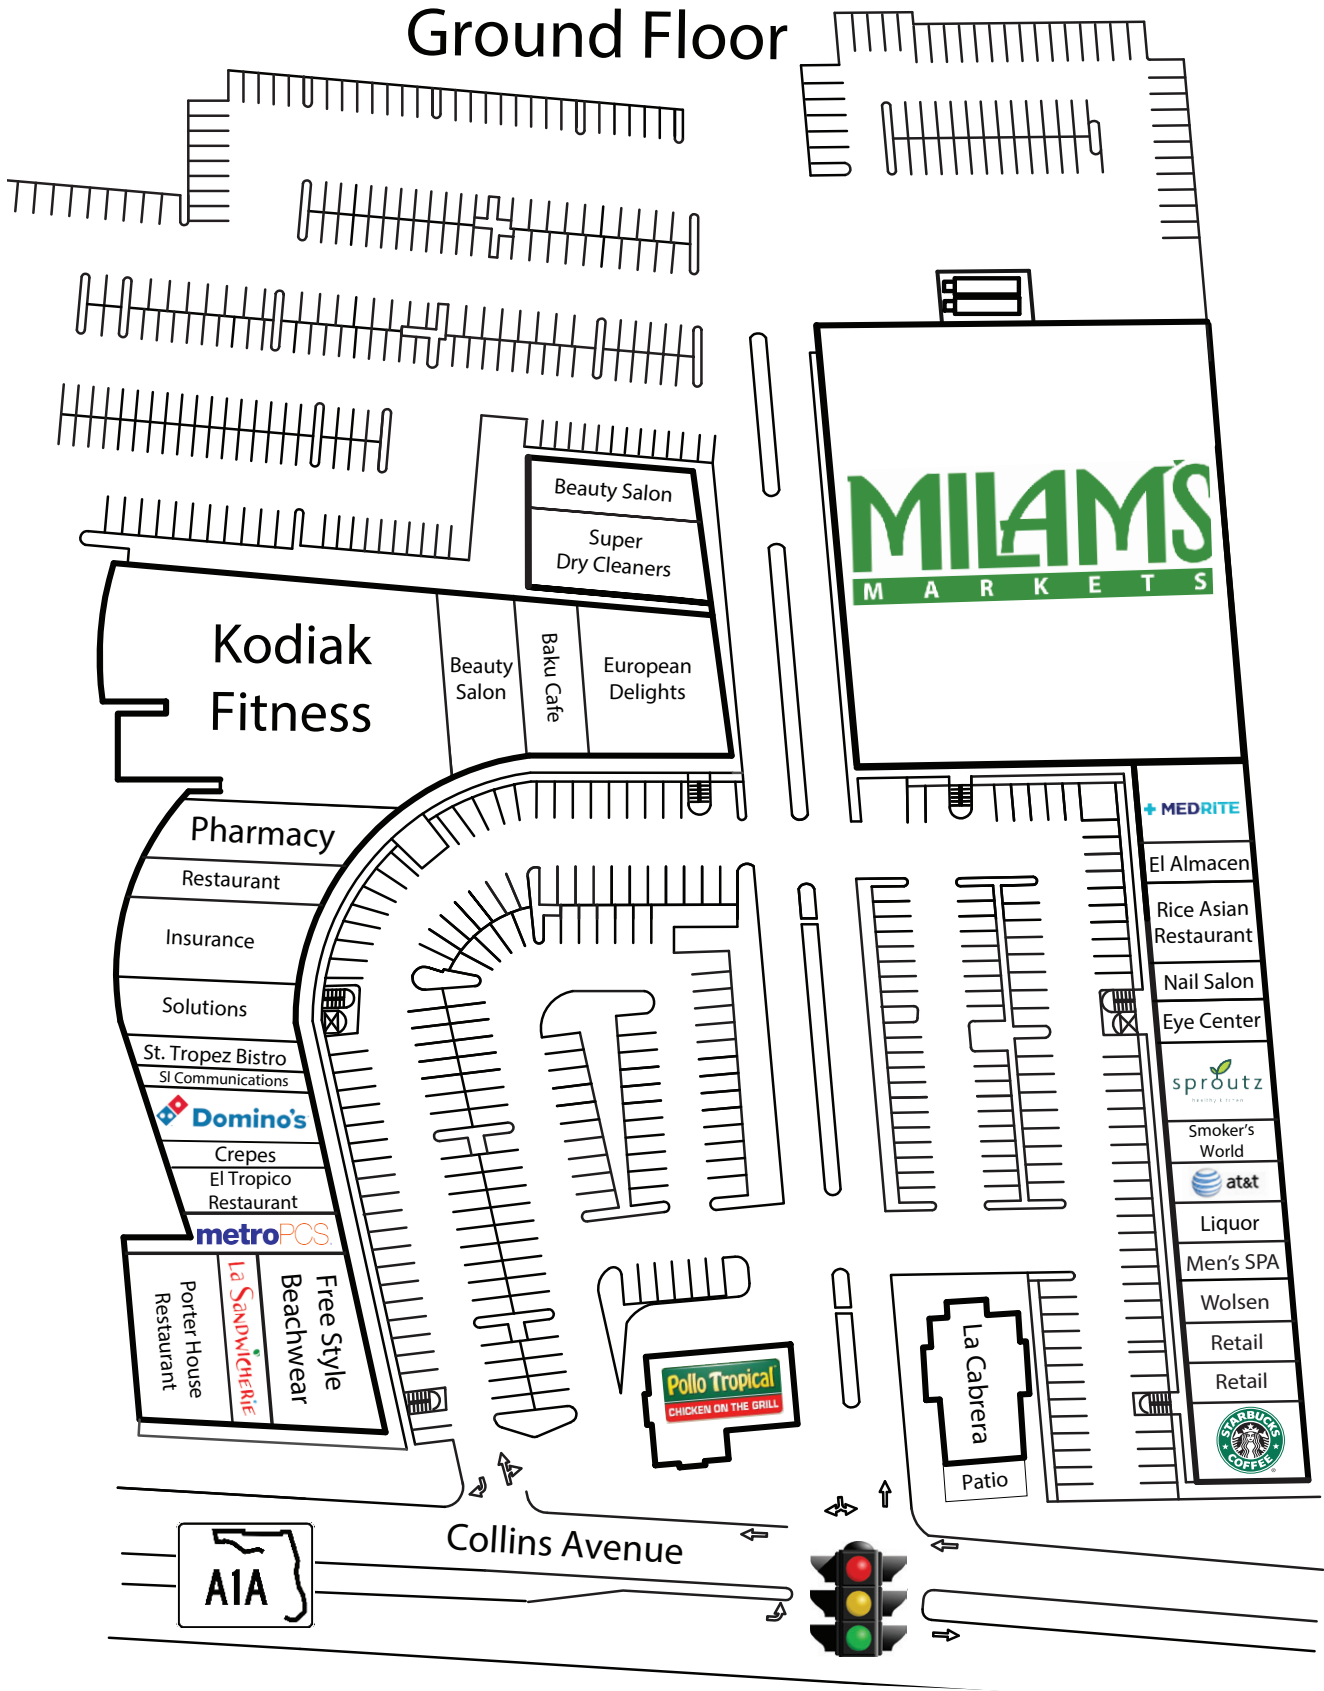 Ground Floor
Beauty Salon
Super
Dry Cleaners
MILAM'S
MARKETS
Kodiak
Fitness
Beauty
Salon
Baku Cafe
European
Delights
Pharmacy
Restaurant
Insurance
Solutions
St. Tropez Bistro
SI Communications
Domino's
Crepes
El Tropico
Restaurant
metroPCS.
Porter House
Restaurant
La Sandwicherie
Free Style
Beachwear
MEDRiTE
El Almacen
Rice Asian
Restaurant
Nail Salon
Eye Center
sproutz
Smoker's
World
at&t
Liquor
Men's SPA
Wolsen
Retail
Retail
STARBUCKS
COFFEE
Pollo Tropical
CHICKEN ON THE GRILL
La Cabrera
Patio
Collins Avenue
A1A